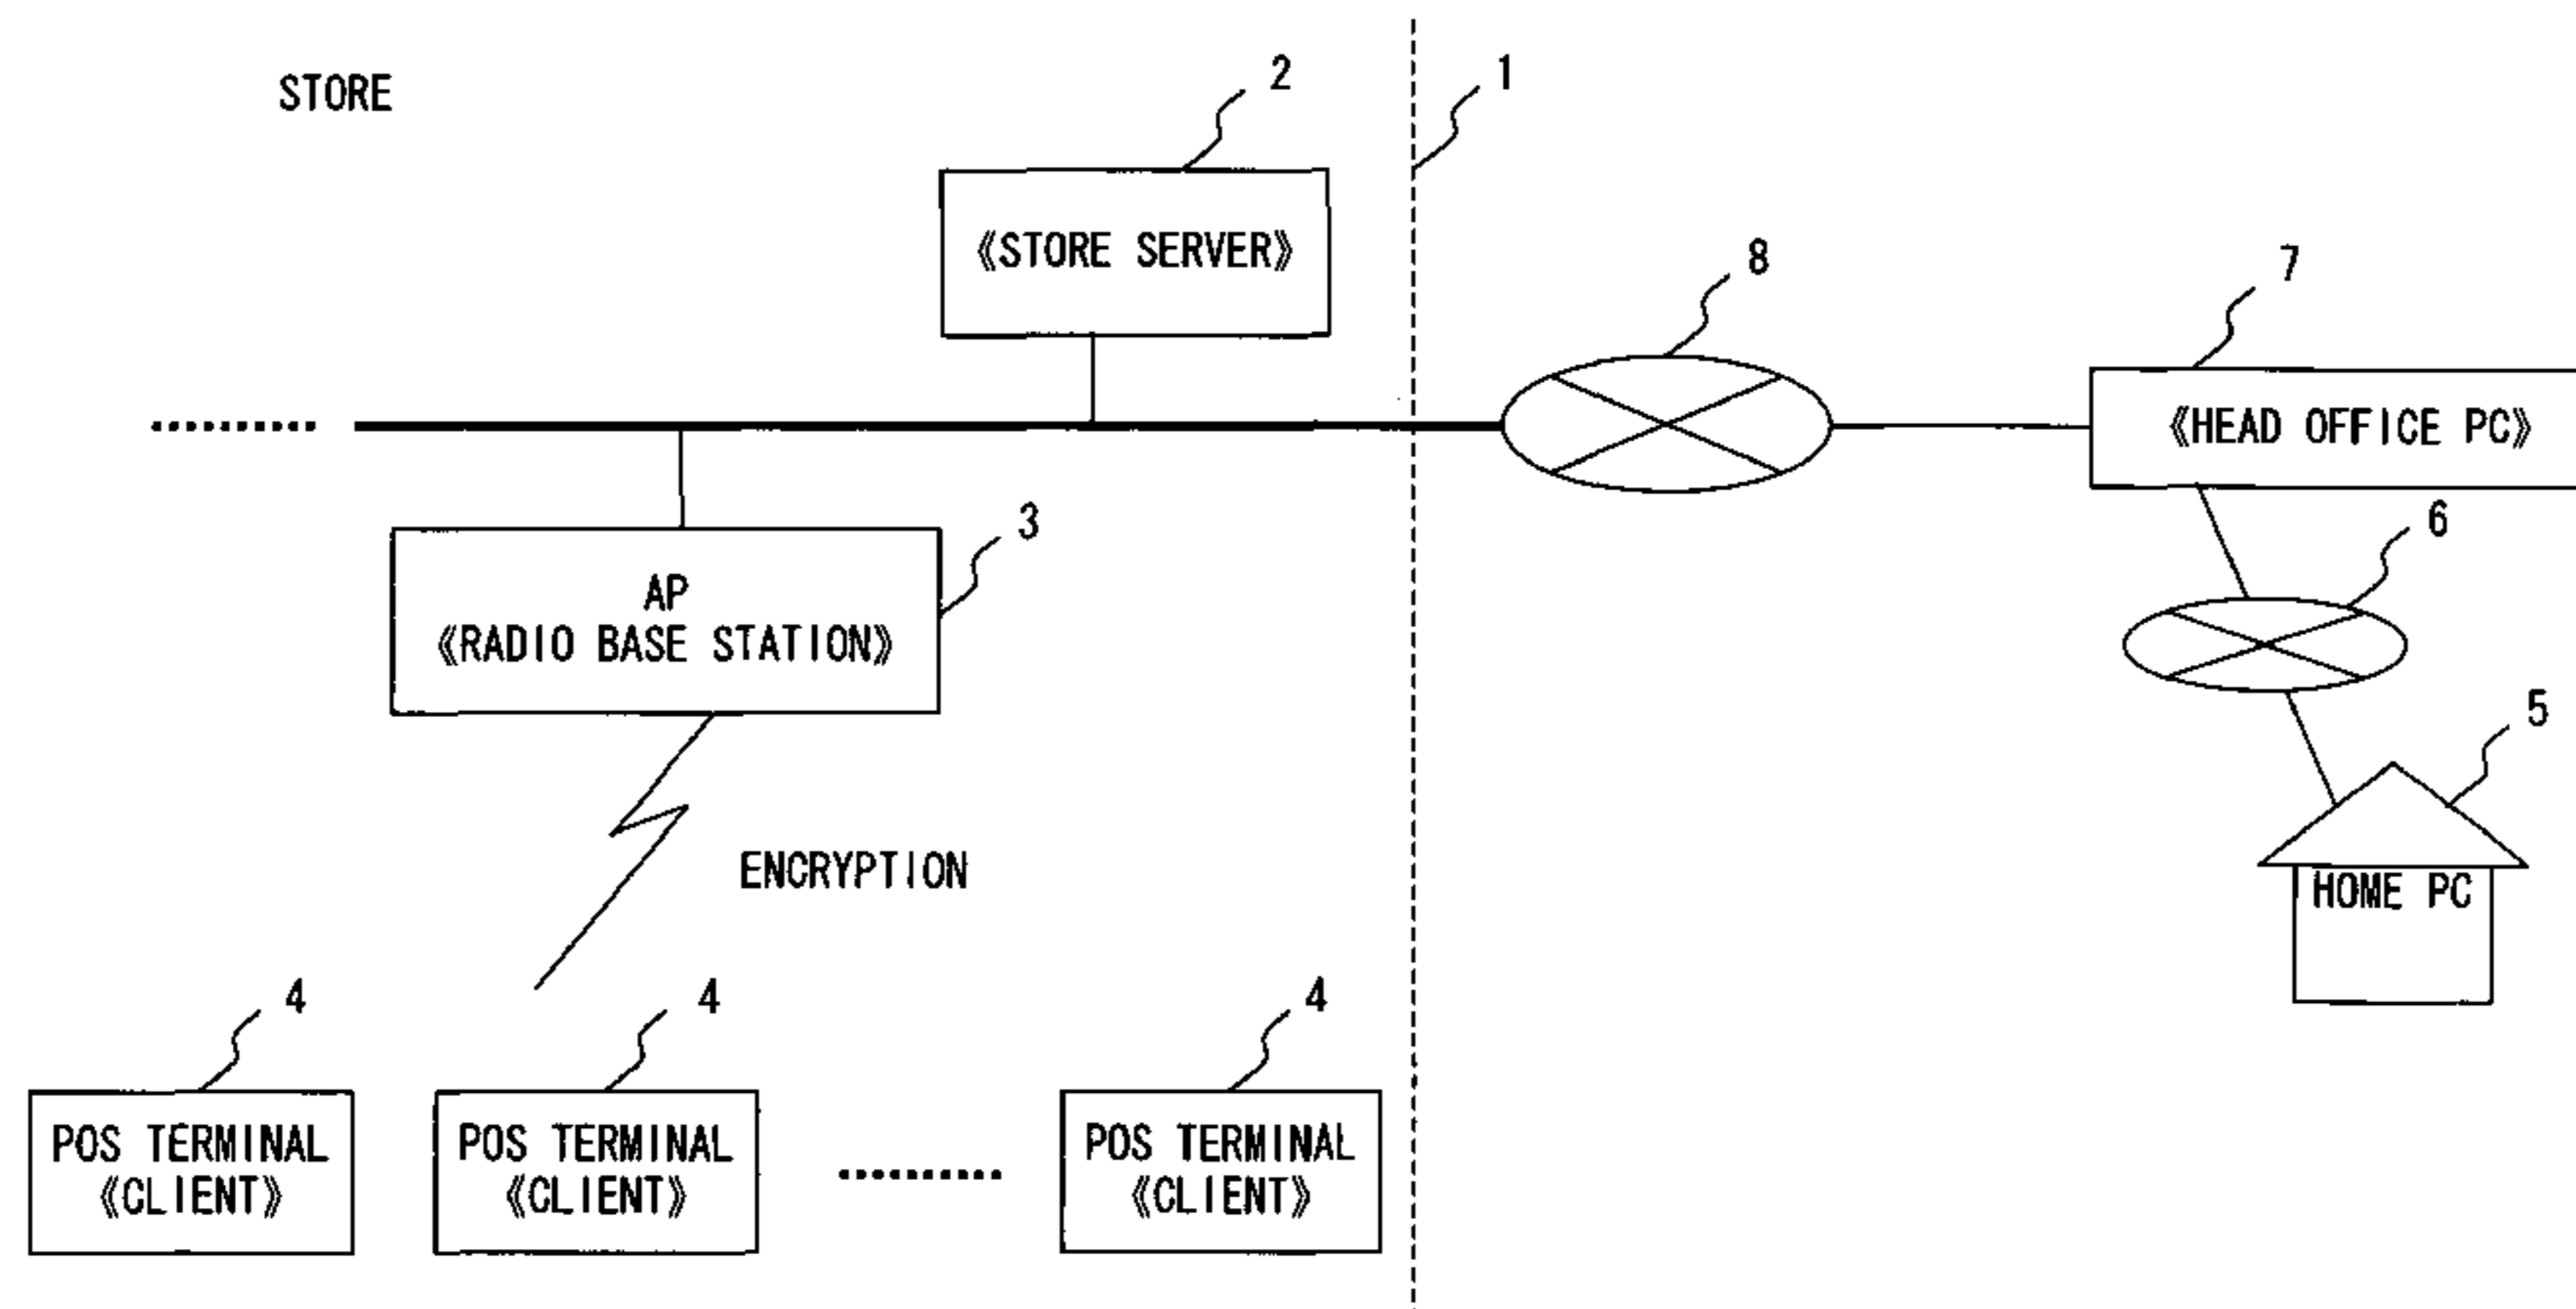 STORE
2
1
《STORE SERVER》
8
7
《HEAD OFFICE PC》
3
AP
《RADIO BASE STATION》
6
5
HOME PC
ENCRYPTION
4
4
4
POS TERMINAL
《CLIENT》
POS TERMINAL
《CLIENT》
POS TERMINAL
《CLIENT》